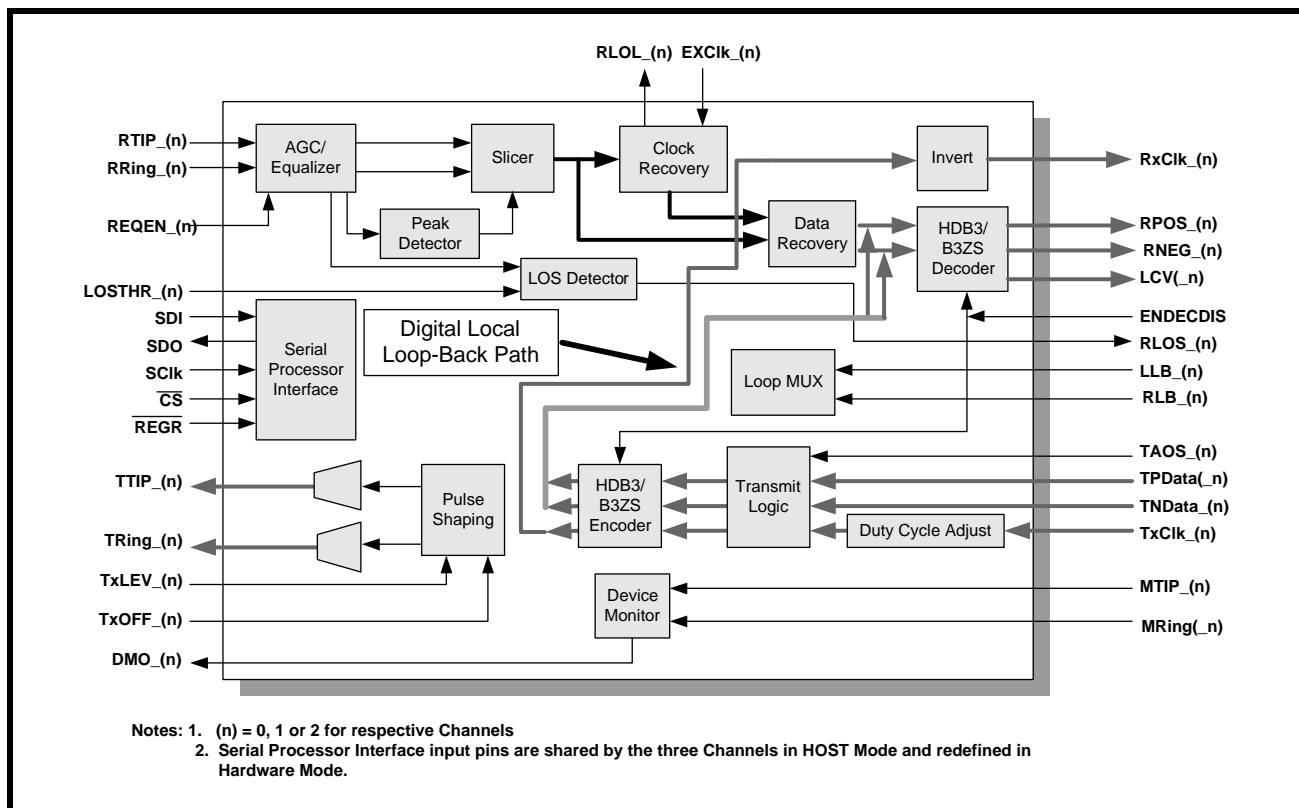 RLOL_(n) EXClk_(n)
RTIP_(n)
RRing_(n)
REQEN_(n)
LOSTHR_(n)
SDI
SDO
SClk
CS
REGR
TTIP_(n)
TRing_(n)
TxLEV_(n)
TxOFF_(n)
DMO_(n)
AGC/
Equalizer
Slicer
Peak
Detector
LOS Detector
Clock
Recovery
Data
Recovery
Invert
HDB3/
B3ZS
Decoder
Serial
Processor
Interface
Digital Local
Loop-Back Path
Loop MUX
Pulse
Shaping
HDB3/
B3ZS
Encoder
Transmit
Logic
Duty Cycle Adjust
Device
Monitor
RxClk_(n)
RPOS_(n)
RNEG_(n)
LCV(_n)
ENDECDIS
RLOS_(n)
LLB_(n)
RLB_(n)
TAOS_(n)
TPData(_n)
TNData_(n)
TxClk_(n)
MTIP_(n)
MRing(_n)
Notes: 1. (n) = 0, 1 or 2 for respective Channels
2. Serial Processor Interface input pins are shared by the three Channels in HOST Mode and redefined in
Hardware Mode.